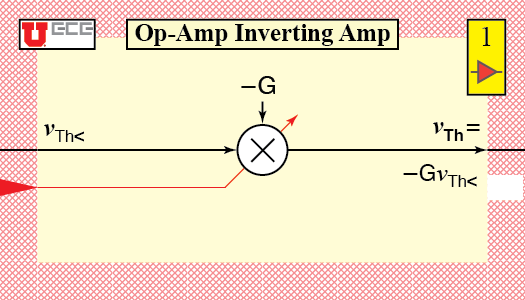 U ECE
Op-Amp Inverting Amp
1
−G
vTh<
vTh=
−GvTh<